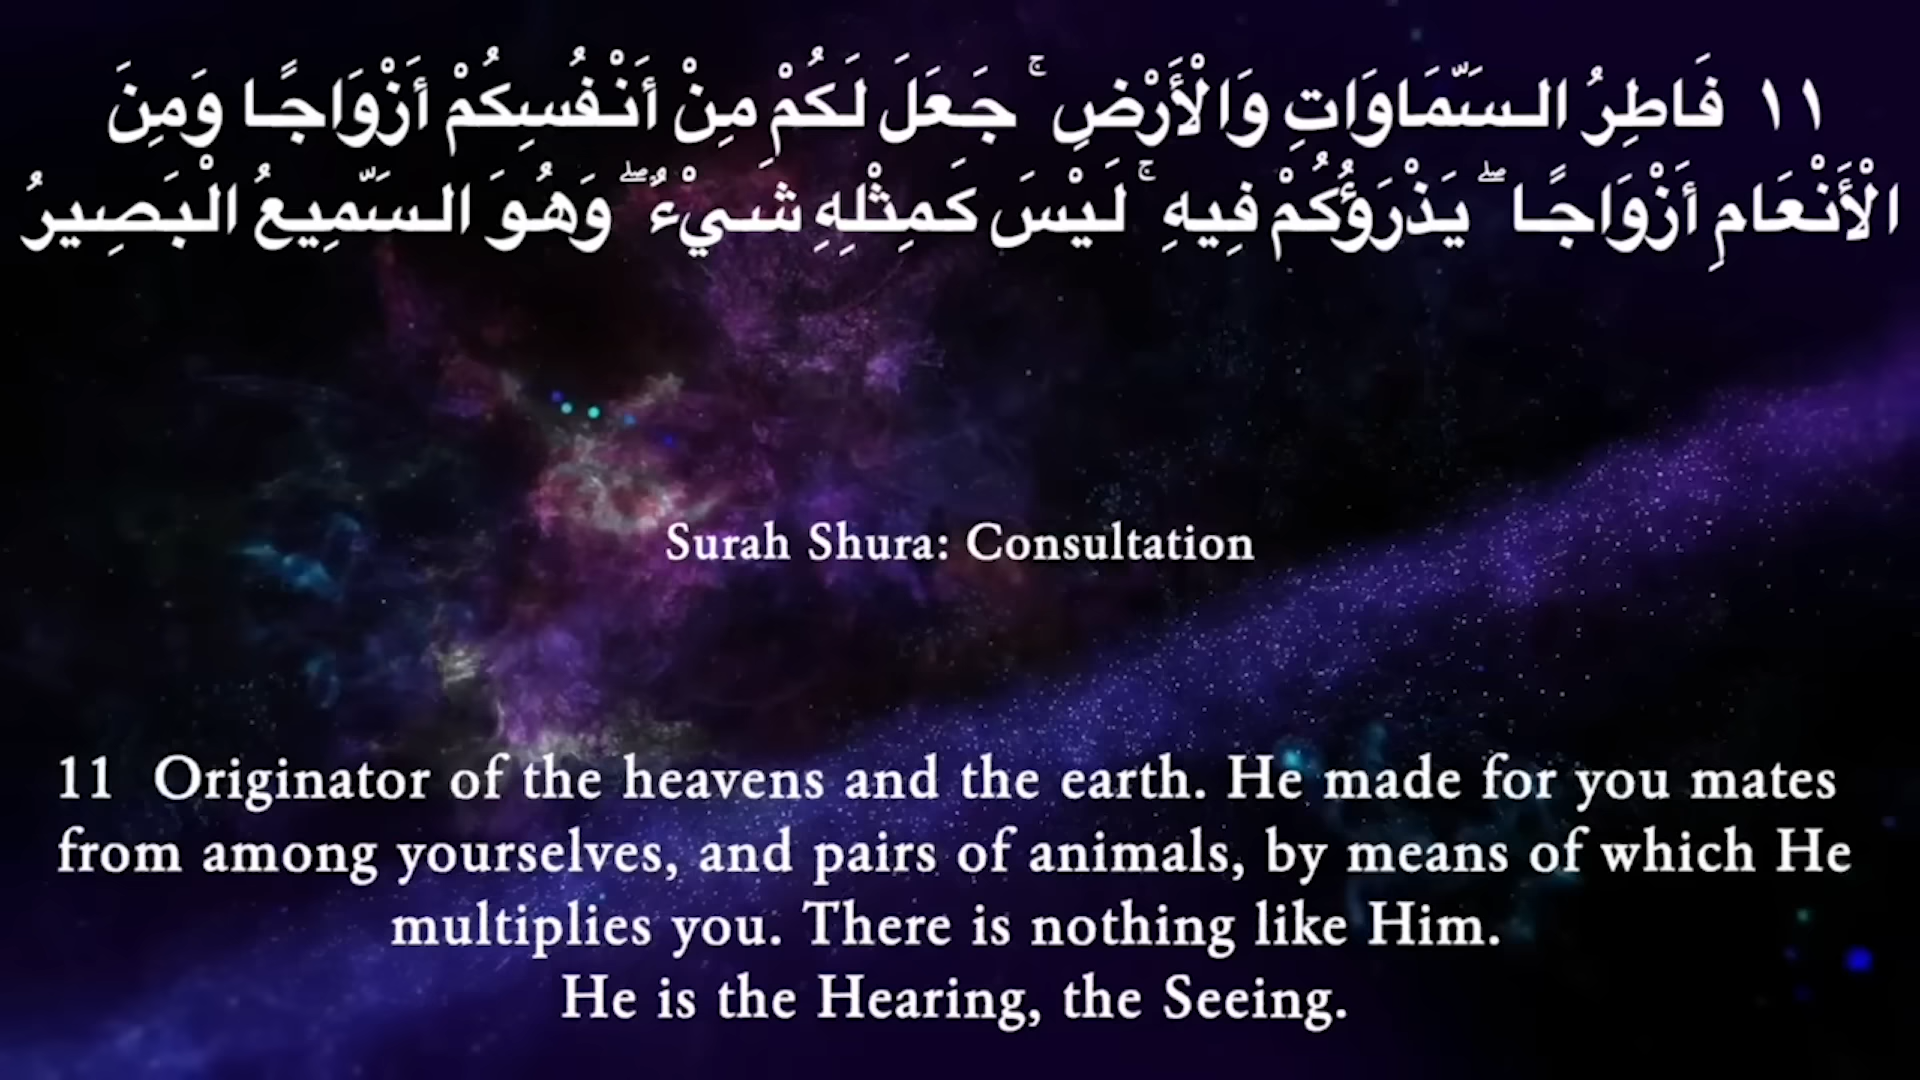 ١١ فَاطِرُ السَّمَاوَاتِ وَالْأَرْضِ ۚ جَعَلَ لَكُمْ مِنْ أَنْفُسِكُمْ أَزْوَاجًا وَمِنَ
الْأَنْعَامِ أَزْوَاجًا ۖ يَذْرَؤُكُمْ فِيهِ ۚ لَيْسَ كَمِثْلِهِ شَيْءٌ ۖ وَهُوَ السَّمِيعُ الْبَصِيرُ
Surah Shura: Consultation
11 Originator of the heavens and the earth. He made for you mates
from among yourselves, and pairs of animals, by means of which He
multiplies you. There is nothing like Him.
He is the Hearing, the Seeing.